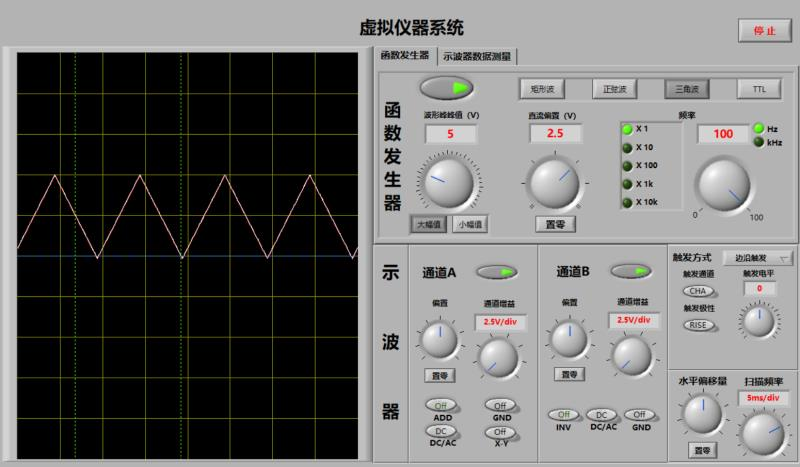 虚拟仪器系统
停止
函数发生器
示波器数据测量
函数发生器
波形峰峰值（V）
5
大幅值
小幅值
直流偏置（V）
2.5
置零
矩形波
正弦波
三角波
TTL
X 1
X 10
X 100
X 1k
X 10k
频率
100
Hz
kHz
0
100
示波器
通道A
偏置
置零
通道增益
2.5V/div
Off
ADD
Off
GND
DC
DC/AC
Off
X-Y
通道B
偏置
置零
通道增益
2.5V/div
Off
INV
DC
DC/AC
Off
GND
触发方式
边沿触发
触发通道
CHA
触发极性
RISE
触发电平
0
水平偏移量
置零
扫描频率
5ms/div